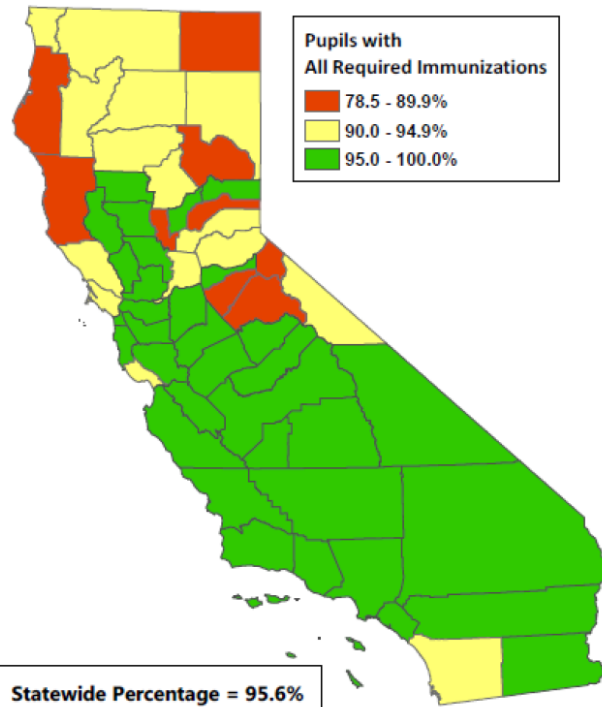 Pupils with
All Required Immunizations
78.5 - 89.9%
90.0 - 94.9%
95.0 - 100.0%
Statewide Percentage = 95.6%